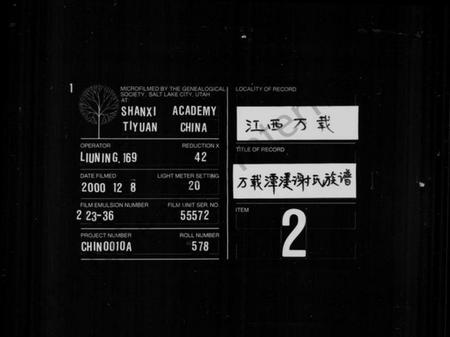 1
MICROFILMED BY THE GENEALOGICAL
SOCIETY, SALT LAKE CITY, UTAH
AT
SHANXI ACADEMY
TIYUAN CHINA
OPERATOR REDUCTION X
LIUNING, 169 42
DATE FILMED LIGHT METER SETTING
2000 12 8 20
FILM EMULSION NUMBER FILM UNIT SER. NO.
2 23-36 55572
PROJECT NUMBER ROLL NUMBER
CHIN0010A 578
LOCALITY OF RECORD
江西万载
TITLE OF RECORD
万载潭浸谢氏族谱
ITEM
2